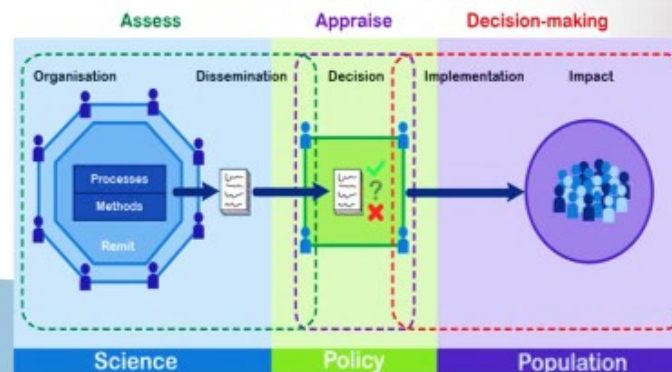 Assess Appraise Decision-making
Organisation Dissemination Decision Implementation Impact
Processes
Methods
?
Remit
Science Policy Population